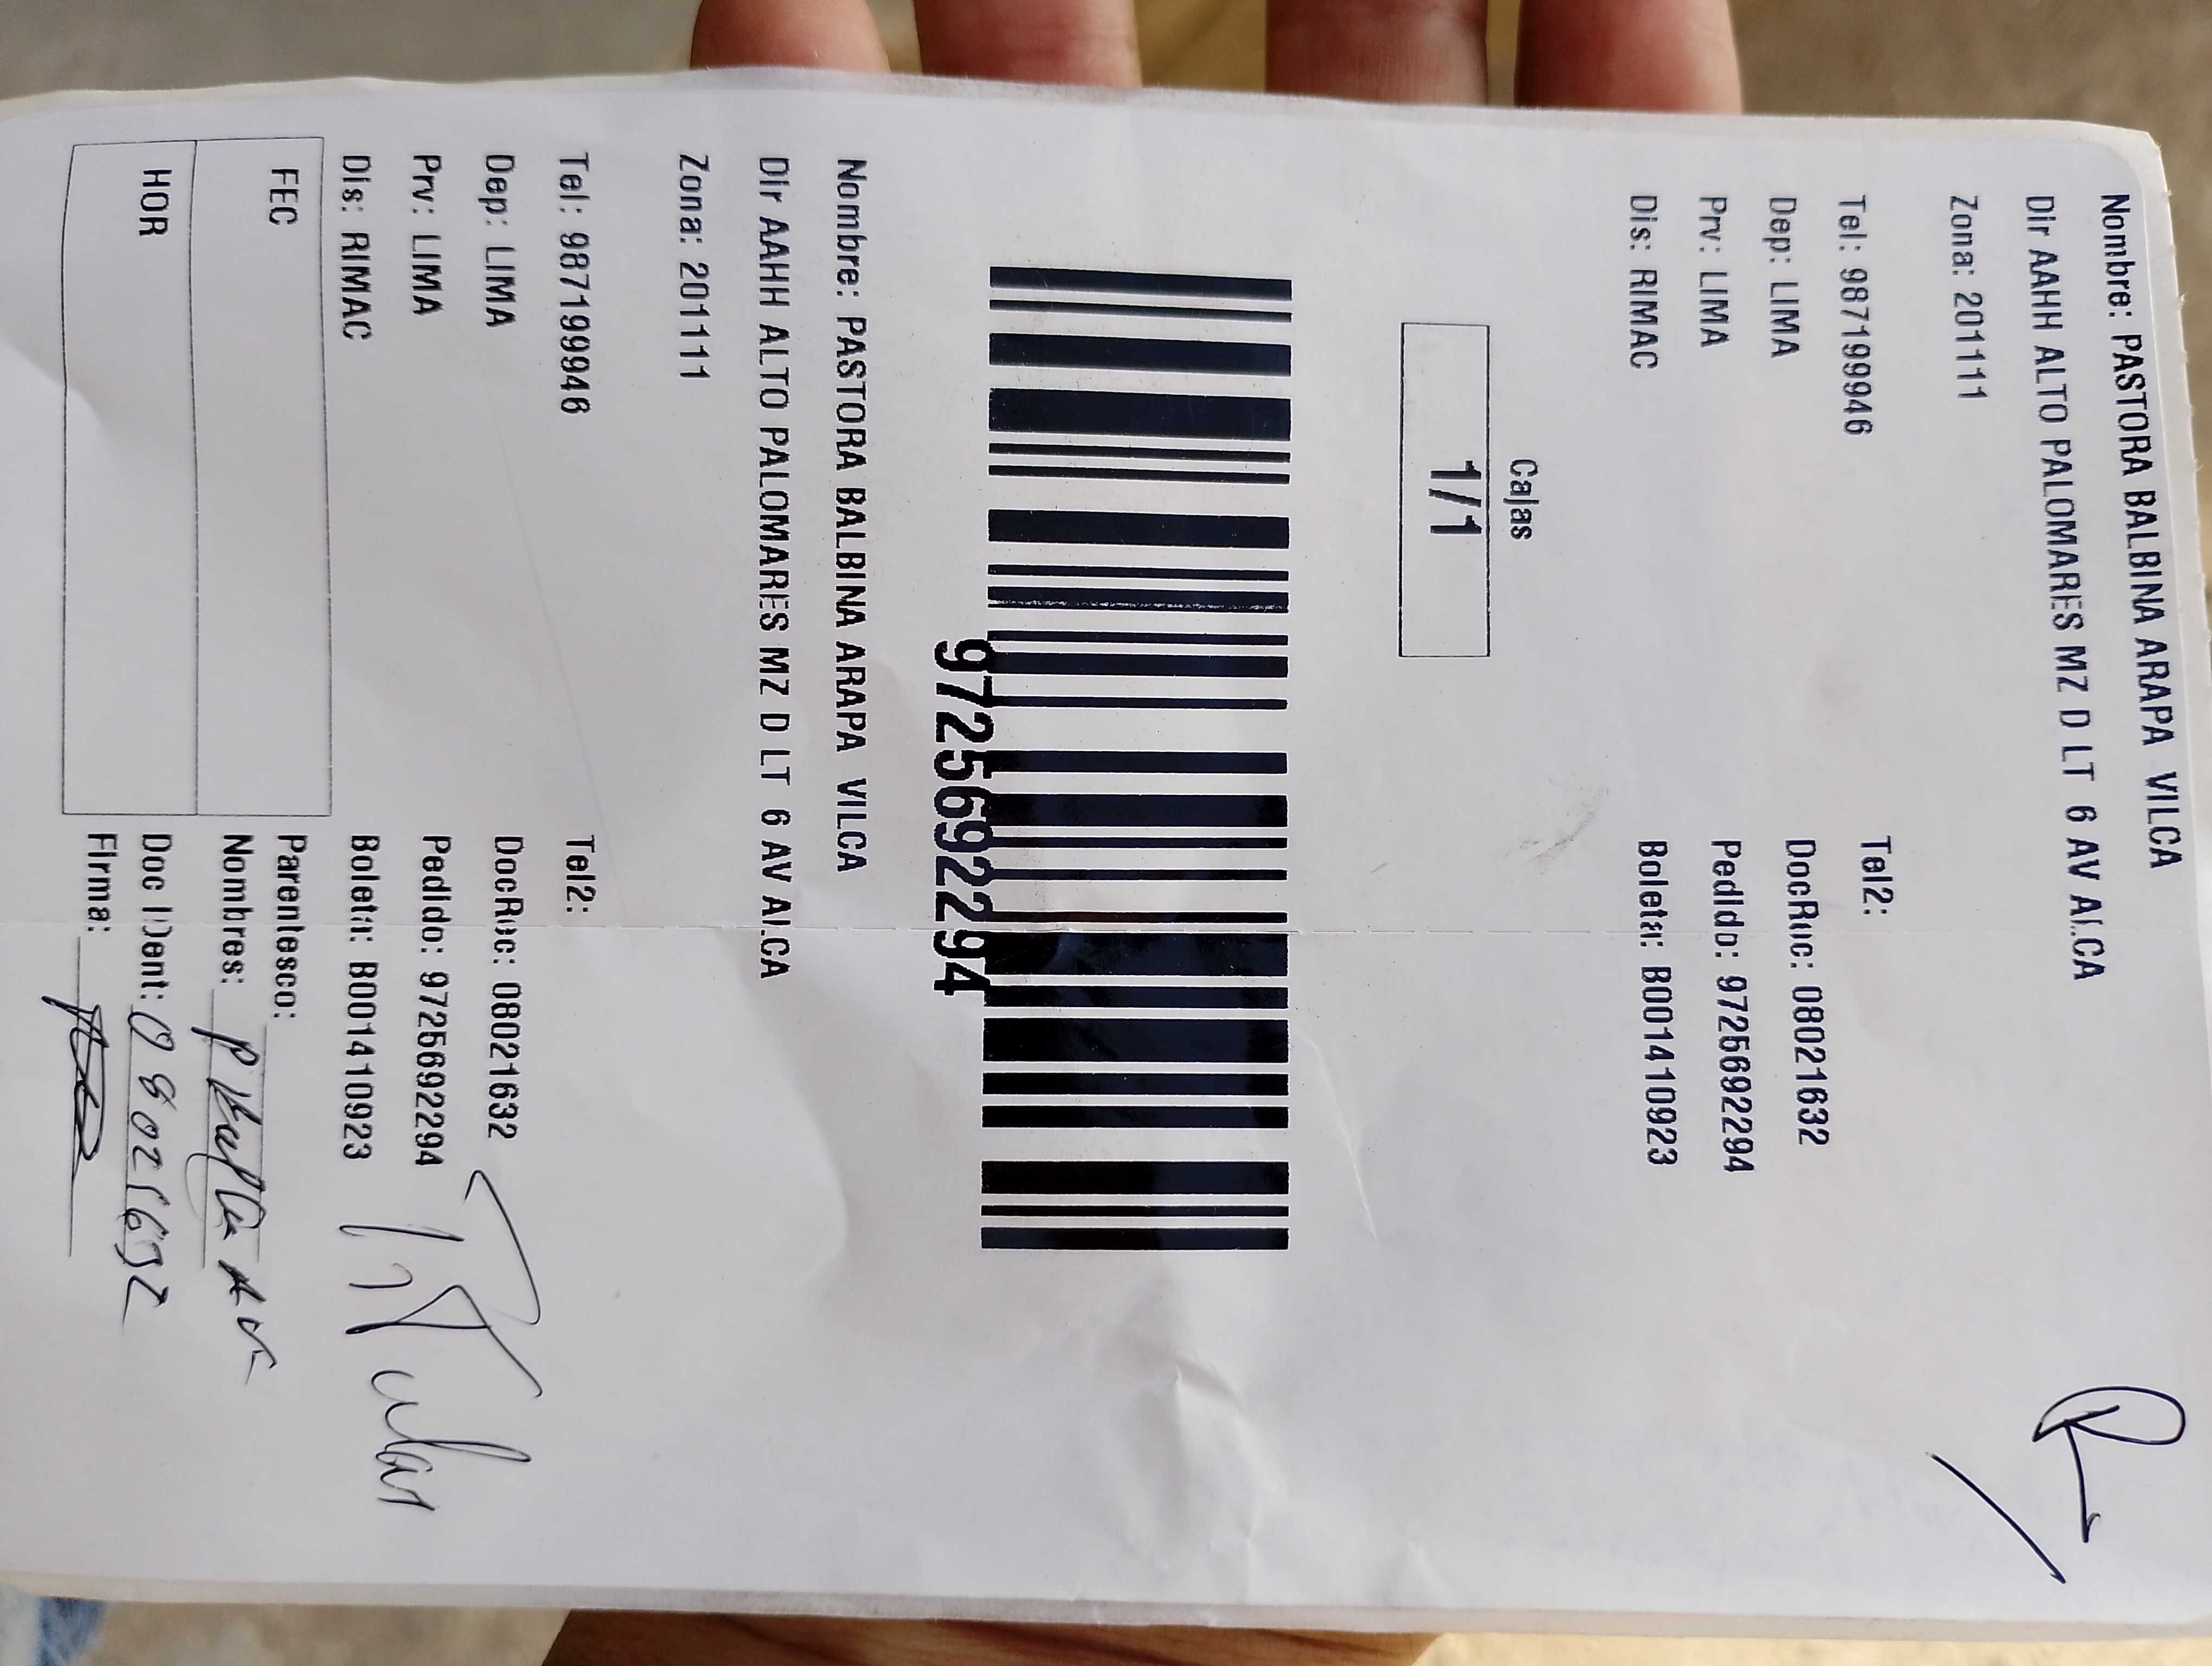 Nombre: PASTORA BALBINA ARAPA VILCA
Dir AAHH ALTO PALOMARES MZ D LT 6 AV ALCA
Zona: 201111
Tel: 987199946 Tel2:
Dep: LIMA DocRuc: 08021632
Prv: LIMA Pedido: 9725692294
Dis: RIMAC Boleta: B001410923
Cajas
1/1
9725692294
Nombre: PASTORA BALBINA ARAPA VILCA
Dir AAHH ALTO PALOMARES MZ D LT 6 AV ALCA
Zona: 201111
Tel: 987199946 Tel2:
Dep: LIMA DocRuc: 08021632
Prv: LIMA Pedido: 9725692294
Dis: RIMAC Boleta: B001410923
FEC Parentesco:
Nombres:
HOR Doc IDent: 08021632
Firma: